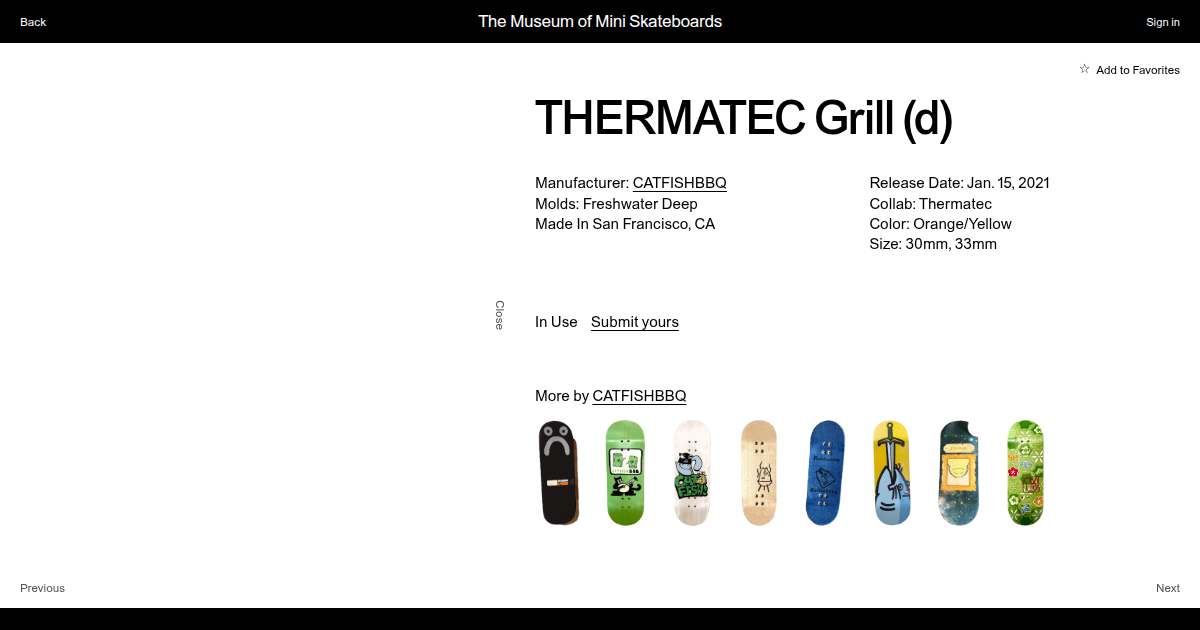 Back
The Museum of Mini Skateboards
Sign in
☆ Add to Favorites
THERMATEC Grill (d)
Manufacturer: CATFISHBBQ
Molds: Freshwater Deep
Made In San Francisco, CA
Release Date: Jan. 15, 2021
Collab: Thermatec
Color: Orange/Yellow
Size: 30mm, 33mm
Close
In Use
Submit yours
More by CATFISHBBQ
Previous
Next